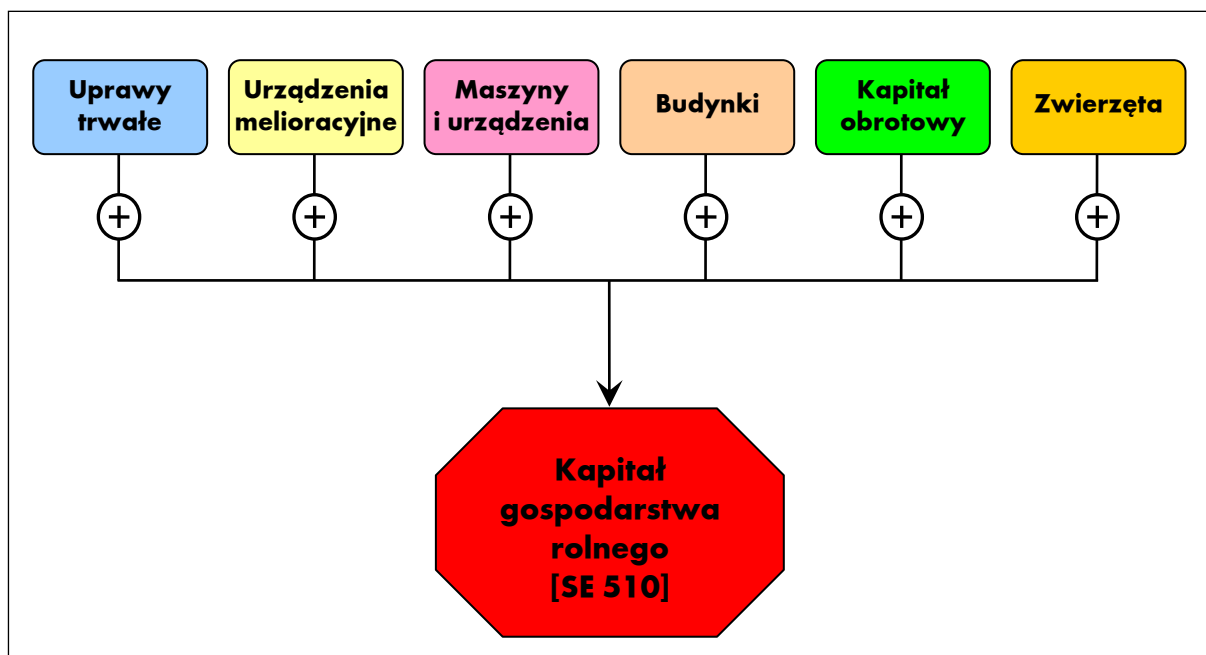 Uprawy
trwałe
Urządzenia
melioracyjne
Maszyny
i urządzenia
Budynki
Kapitał
obrotowy
Zwierzęta
+ + + + + +
Kapitał
gospodarstwa
rolnego
[SE 510]